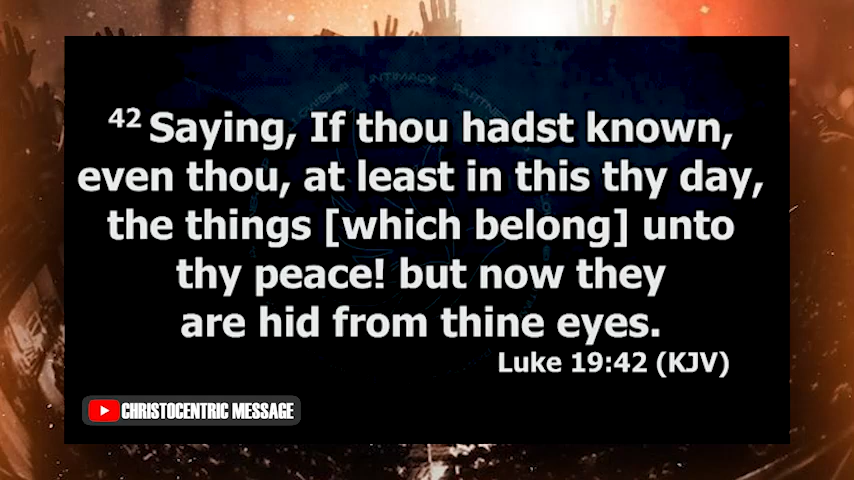 42 Saying, If thou hadst known,
even thou, at least in this thy day,
the things [which belong] unto
thy peace! but now they
are hid from thine eyes.
Luke 19:42 (KJV)
CHRISTOCENTRIC MESSAGE
INTIMACY